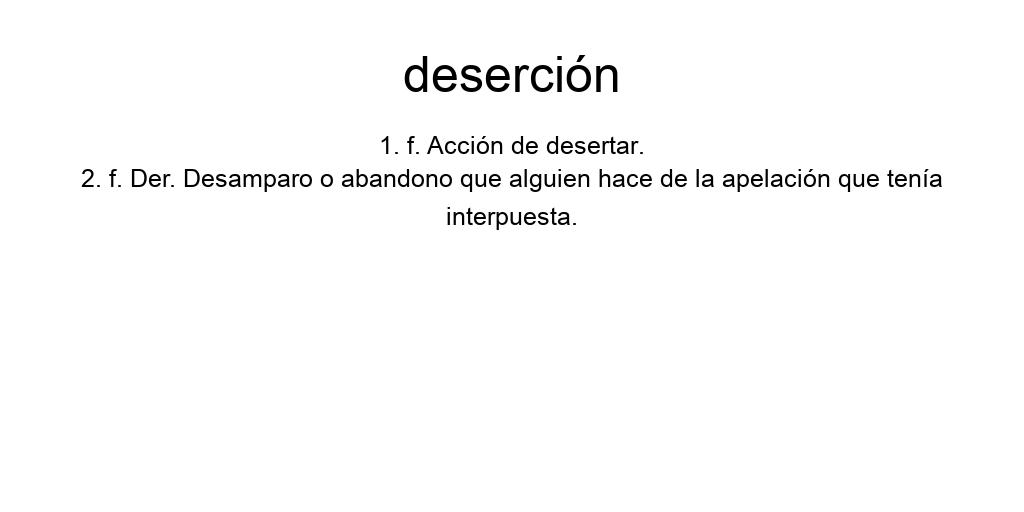 deserción
1. f. Acción de desertar.
2. f. Der. Desamparo o abandono que alguien hace de la apelación que tenía
interpuesta.